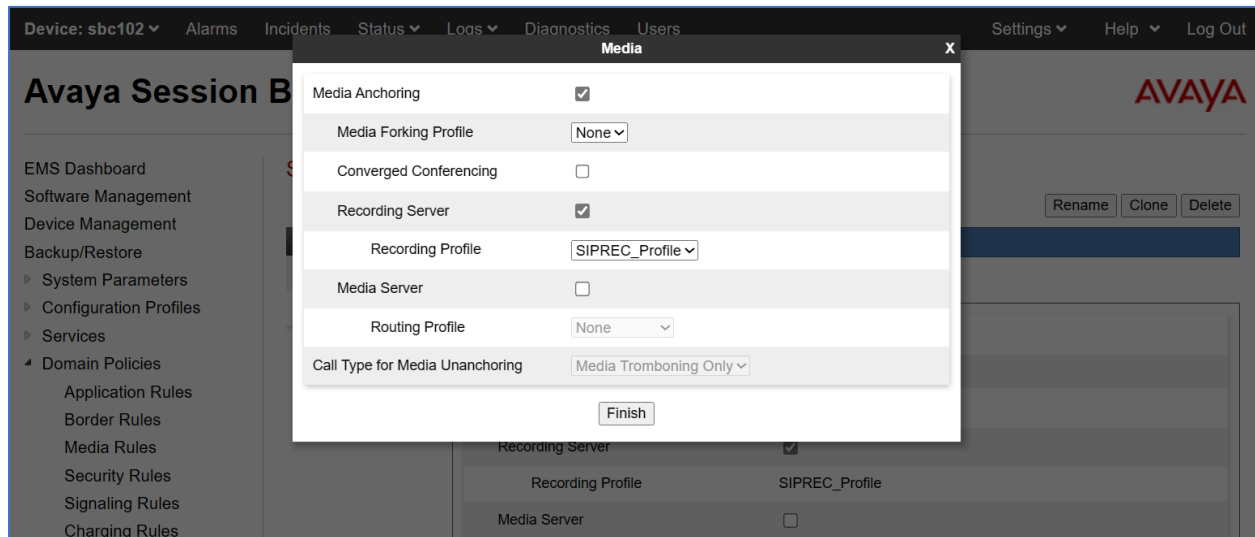 Device: sbc102 Alarms Incidents Status Logs Diagnostics Users Settings Help Log Out
Media X
Avaya Session B
AVAYA
Media Anchoring
Media Forking Profile None
Converged Conferencing
Recording Server
Recording Profile SIPREC_Profile
Media Server
Routing Profile None
Call Type for Media Unanchoring Media Tromboning Only
Finish
EMS Dashboard
Software Management
Device Management
Backup/Restore
System Parameters
Configuration Profiles
Services
Domain Policies
Application Rules
Border Rules
Media Rules
Security Rules
Signaling Rules
Charging Rules
S
Rename Clone Delete
Recording Server
Recording Profile SIPREC_Profile
Media Server